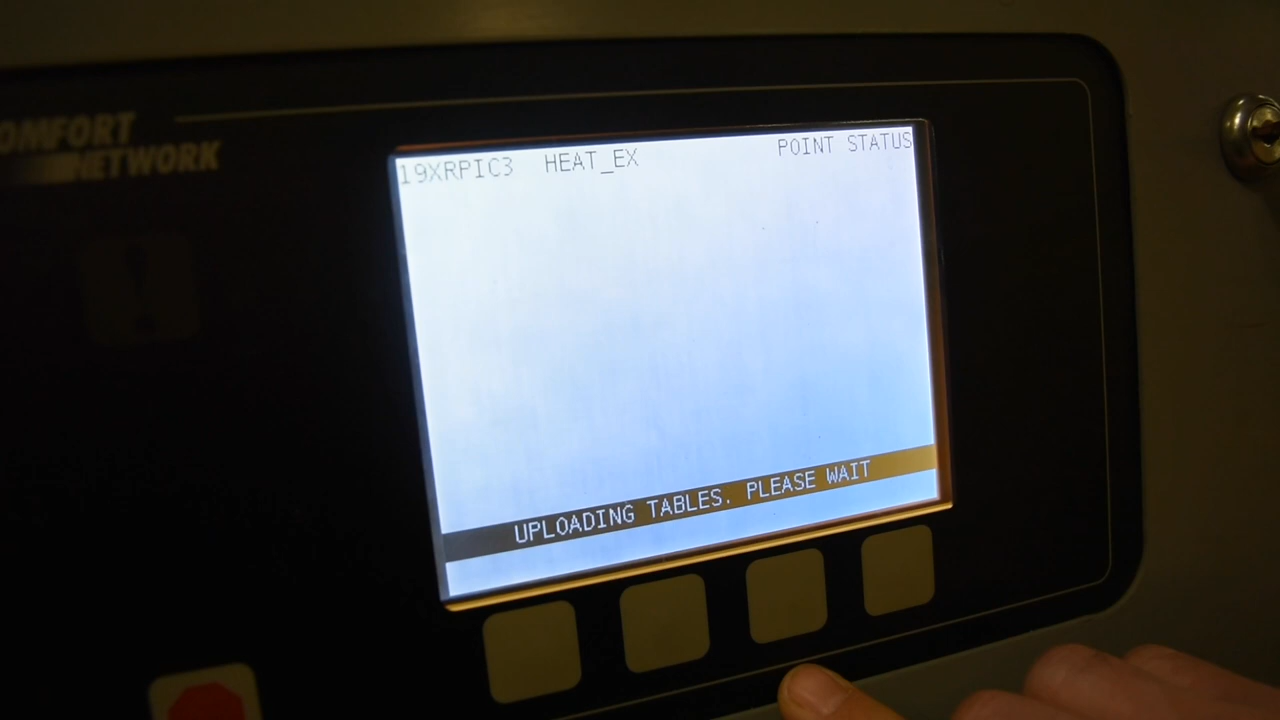 OMFORT
NETWORK
19XRPIC3 HEAT_EX POINT STATUS
UPLOADING TABLES. PLEASE WAIT